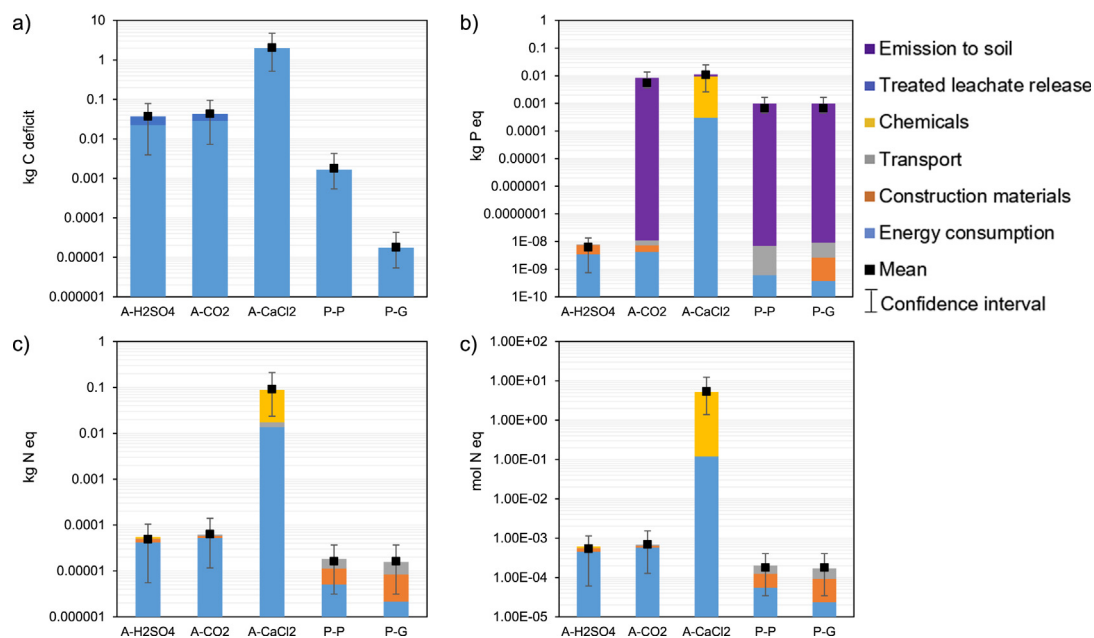 a)
kg C deficit
10
1
0.1
0.01
0.001
0.0001
0.00001
0.000001
A-H2SO4 A-CO2 A-CaCl2 P-P P-G
b)
kg P eq
1
0.1
0.01
0.001
0.0001
0.00001
0.000001
0.0000001
1E-08
1E-09
1E-10
A-H2SO4 A-CO2 A-CaCl2 P-P P-G
Emission to soil
Treated leachate release
Chemicals
Transport
Construction materials
Energy consumption
Mean
Confidence interval
c)
kg N eq
1
0.1
0.01
0.001
0.0001
0.00001
0.000001
A-H2SO4 A-CO2 A-CaCl2 P-P P-G
c)
mol N eq
1.00E+02
1.00E+01
1.00E+00
1.00E-01
1.00E-02
1.00E-03
1.00E-04
1.00E-05
A-H2SO4 A-CO2 A-CaCl2 P-P P-G